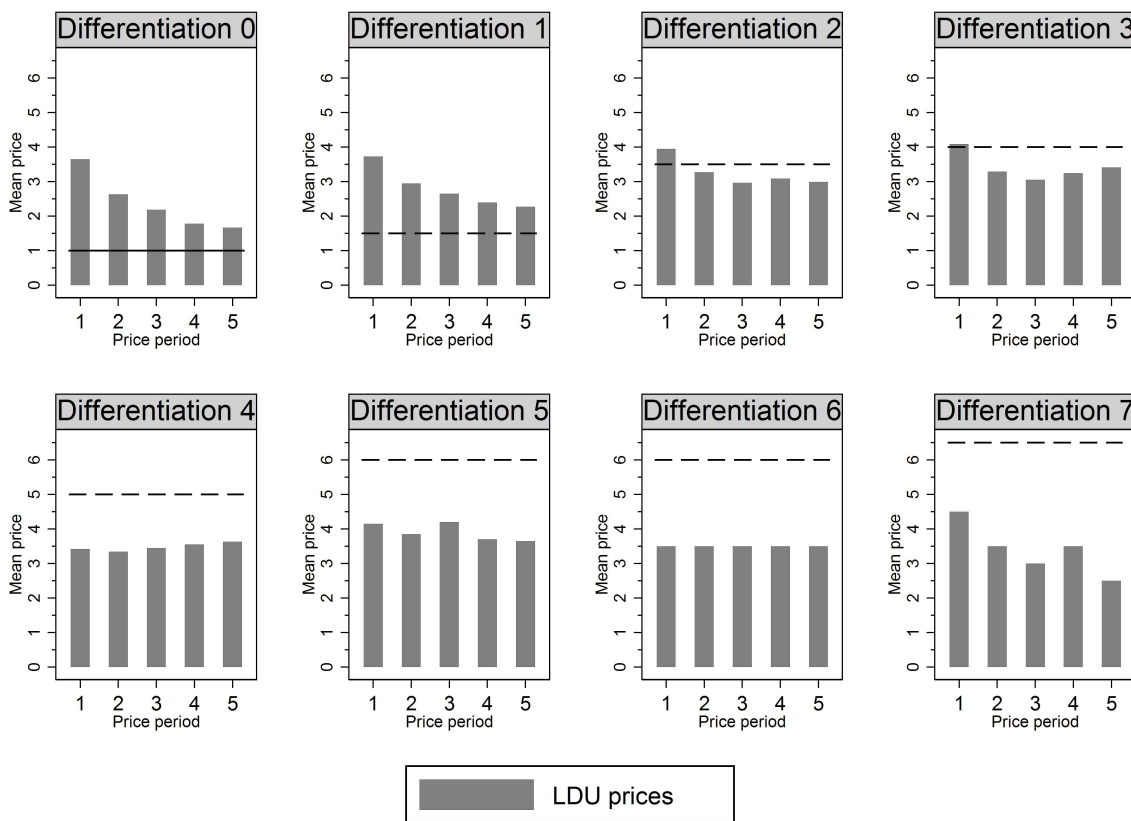 Differentiation 0 Differentiation 1 Differentiation 2 Differentiation 3
Mean price Mean price Mean price Mean price
6 6 6 6
5 5 5 5
4 4 4 4
3 3 3 3
2 2 2 2
1 1 1 1
0 0 0 0
1 2 3 4 5 1 2 3 4 5 1 2 3 4 5 1 2 3 4 5
Price period Price period Price period Price period
Differentiation 4 Differentiation 5 Differentiation 6 Differentiation 7
Mean price Mean price Mean price Mean price
6 6 6 6
5 5 5 5
4 4 4 4
3 3 3 3
2 2 2 2
1 1 1 1
0 0 0 0
1 2 3 4 5 1 2 3 4 5 1 2 3 4 5 1 2 3 4 5
Price period Price period Price period Price period
LDU prices